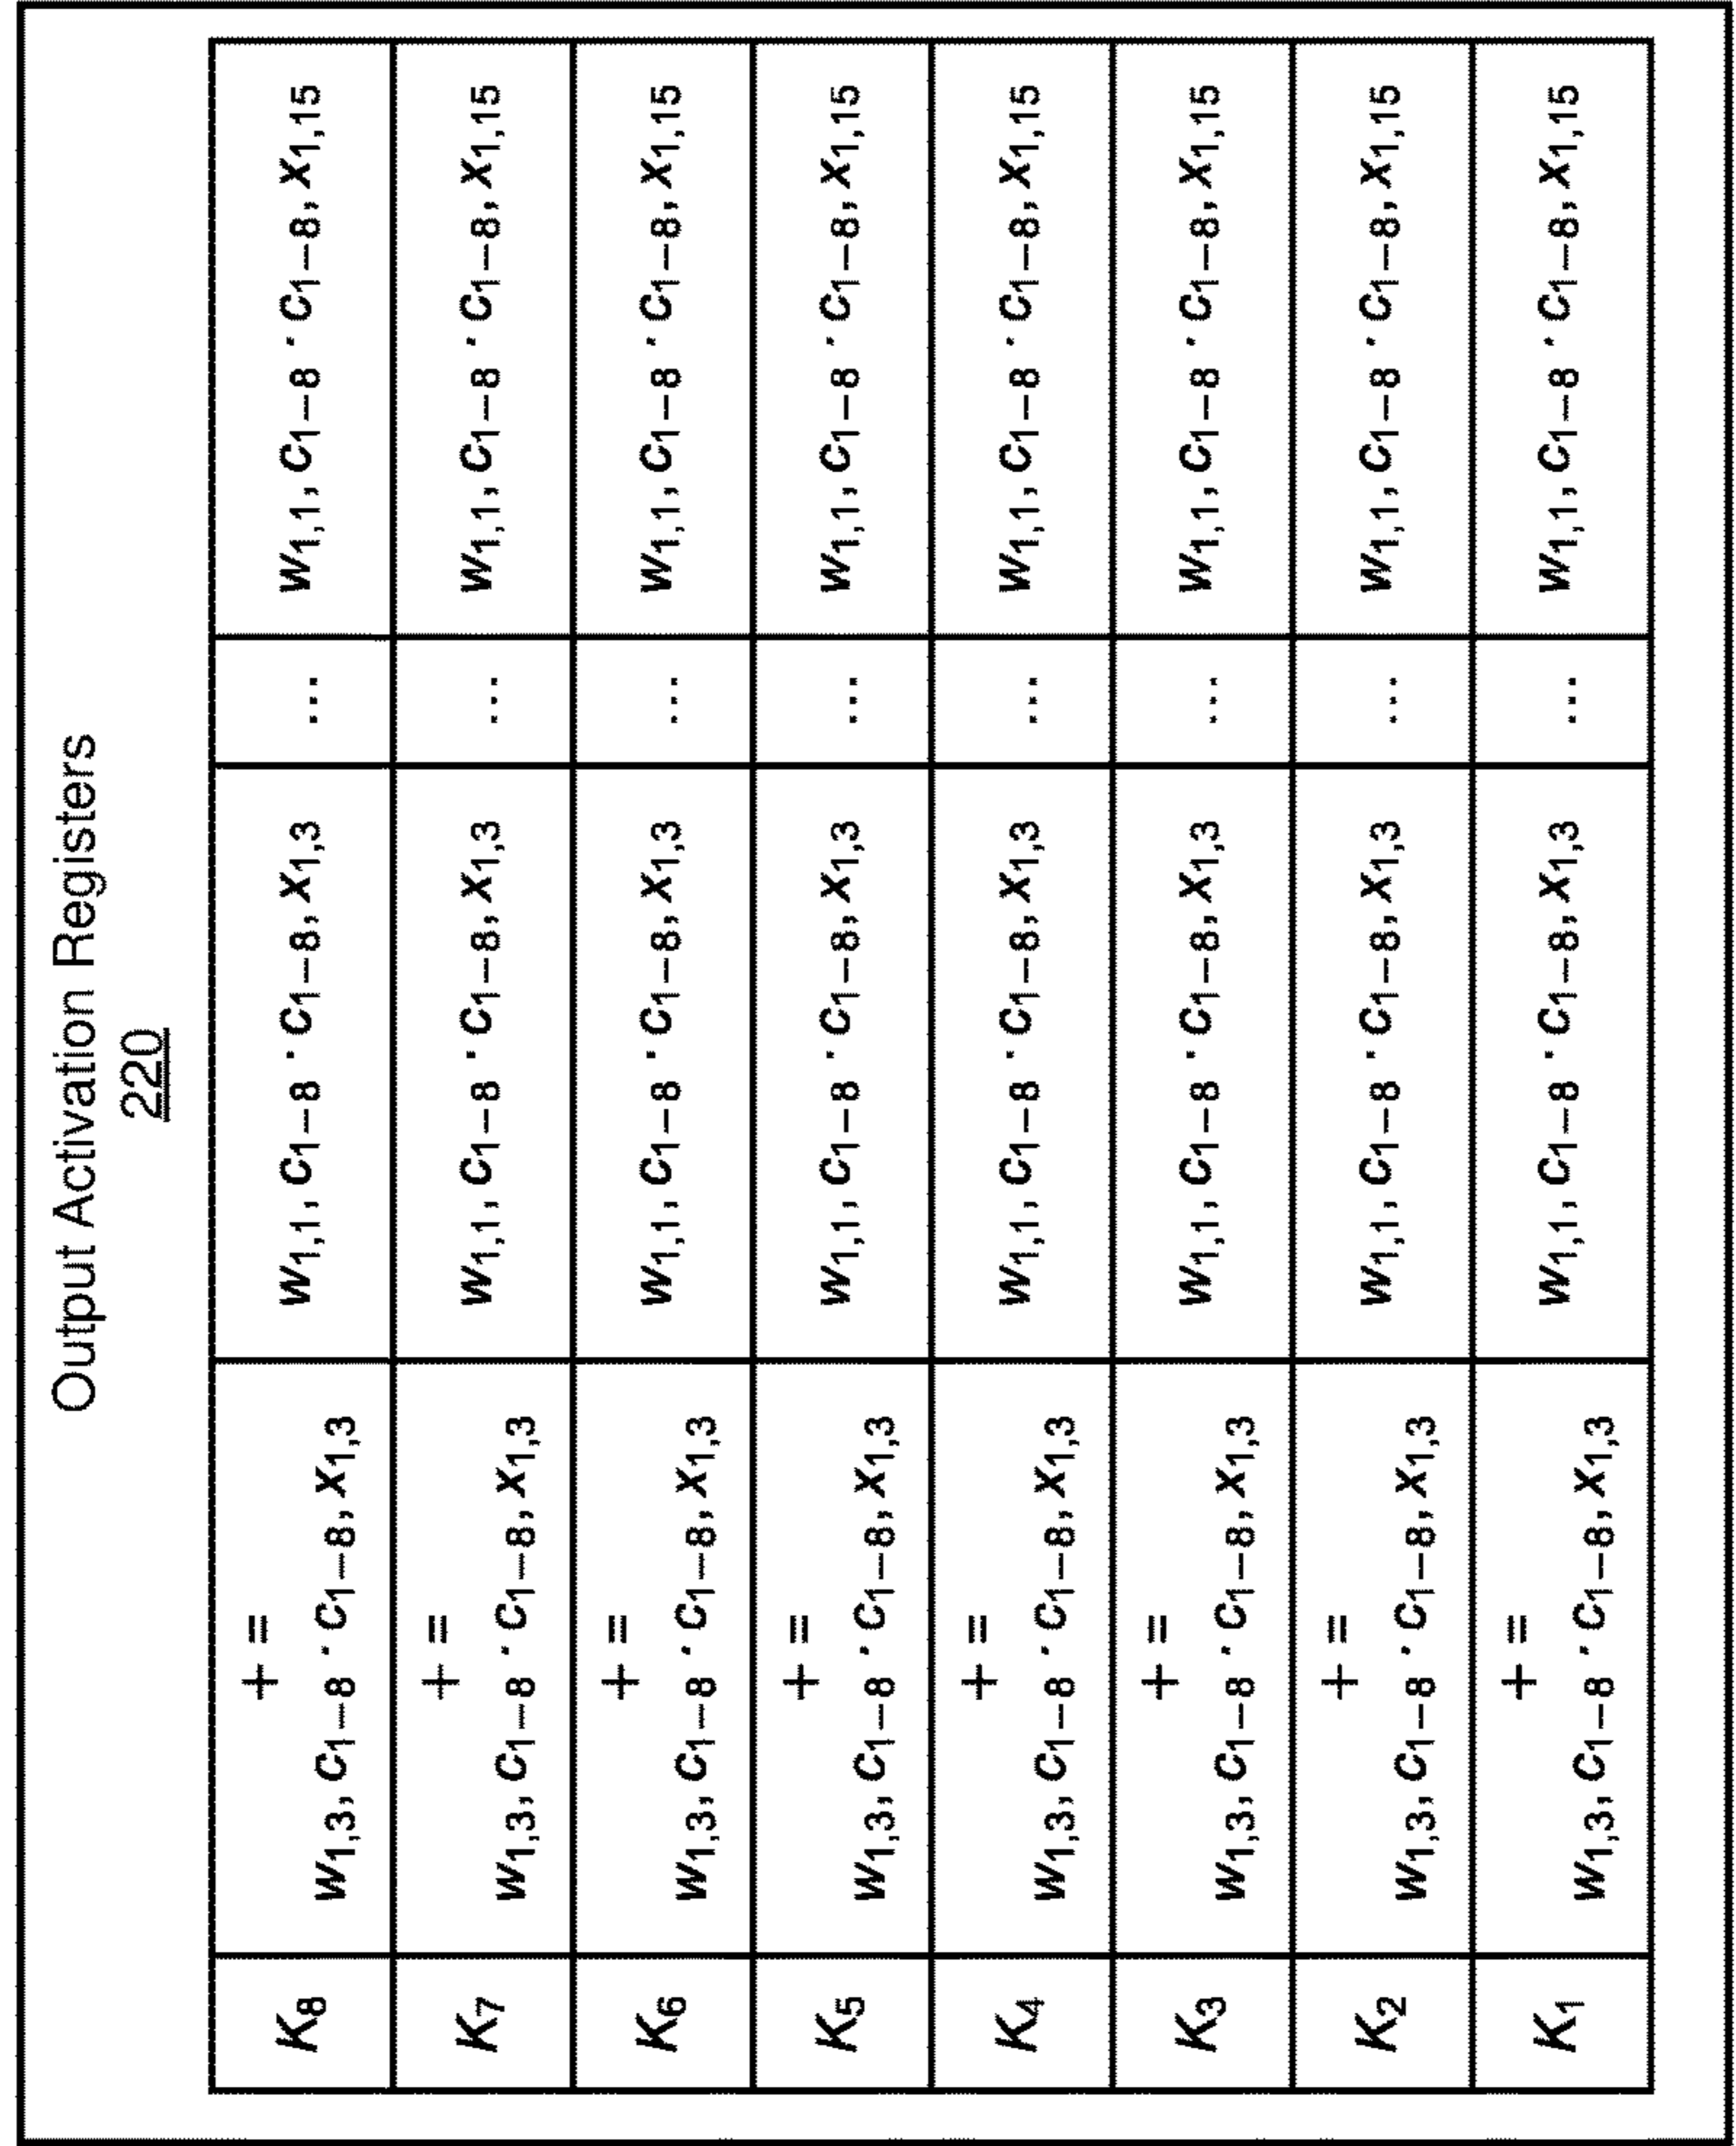 Output Activation Registers
220
K8 + = w1,3, c1–8 · c1–8, x1,3 w1,1, c1–8 · c1–8, x1,3 ... w1,1, c1–8 · c1–8, x1,15
K7 + = w1,3, c1–8 · c1–8, x1,3 w1,1, c1–8 · c1–8, x1,3 ... w1,1, c1–8 · c1–8, x1,15
K6 + = w1,3, c1–8 · c1–8, x1,3 w1,1, c1–8 · c1–8, x1,3 ... w1,1, c1–8 · c1–8, x1,15
K5 + = w1,3, c1–8 · c1–8, x1,3 w1,1, c1–8 · c1–8, x1,3 ... w1,1, c1–8 · c1–8, x1,15
K4 + = w1,3, c1–8 · c1–8, x1,3 w1,1, c1–8 · c1–8, x1,3 ... w1,1, c1–8 · c1–8, x1,15
K3 + = w1,3, c1–8 · c1–8, x1,3 w1,1, c1–8 · c1–8, x1,3 ... w1,1, c1–8 · c1–8, x1,15
K2 + = w1,3, c1–8 · c1–8, x1,3 w1,1, c1–8 · c1–8, x1,3 ... w1,1, c1–8 · c1–8, x1,15
K1 + = w1,3, c1–8 · c1–8, x1,3 w1,1, c1–8 · c1–8, x1,3 ... w1,1, c1–8 · c1–8, x1,15